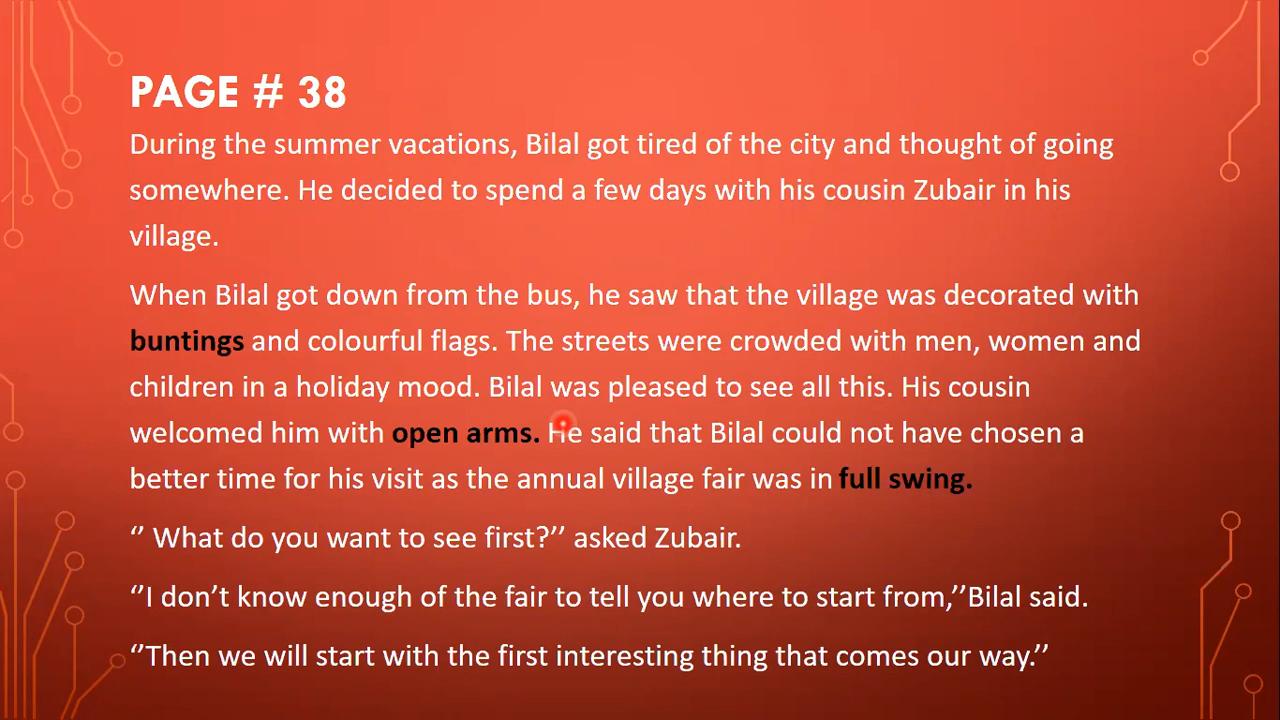 PAGE # 38
During the summer vacations, Bilal got tired of the city and thought of going
somewhere. He decided to spend a few days with his cousin Zubair in his
village.
When Bilal got down from the bus, he saw that the village was decorated with
buntings and colourful flags. The streets were crowded with men, women and
children in a holiday mood. Bilal was pleased to see all this. His cousin
welcomed him with open arms. He said that Bilal could not have chosen a
better time for his visit as the annual village fair was in full swing.
‘’ What do you want to see first?’’ asked Zubair.
‘’I don’t know enough of the fair to tell you where to start from,’’Bilal said.
‘’Then we will start with the first interesting thing that comes our way.’’